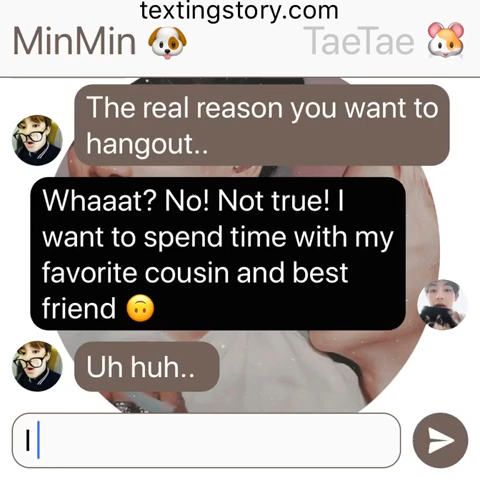 textingstory.com
MinMin 🐶 TaeTae 🐹
The real reason you want to
hangout..
Whaaat? No! Not true! I
want to spend time with my
favorite cousin and best
friend 🙃
Uh huh..
I